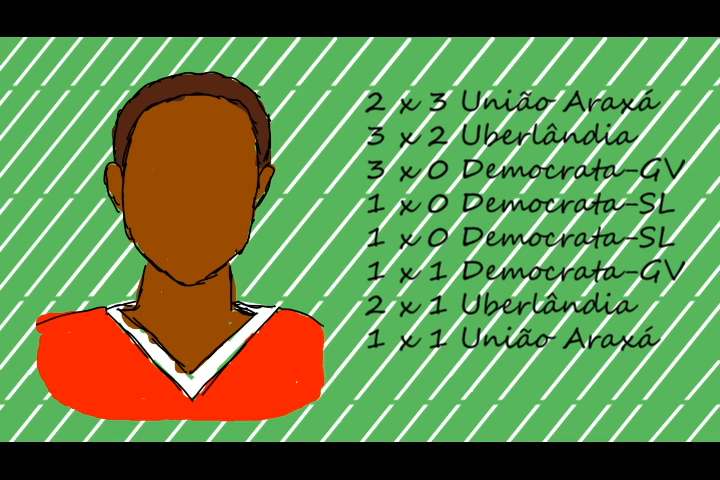 2 x 3 União Araxá
3 x 2 Uberlândia
3 x 0 Democrata-GV
1 x 0 Democrata-SL
1 x 0 Democrata-SL
1 x 1 Democrata-GV
2 x 1 Uberlândia
1 x 1 União Araxá